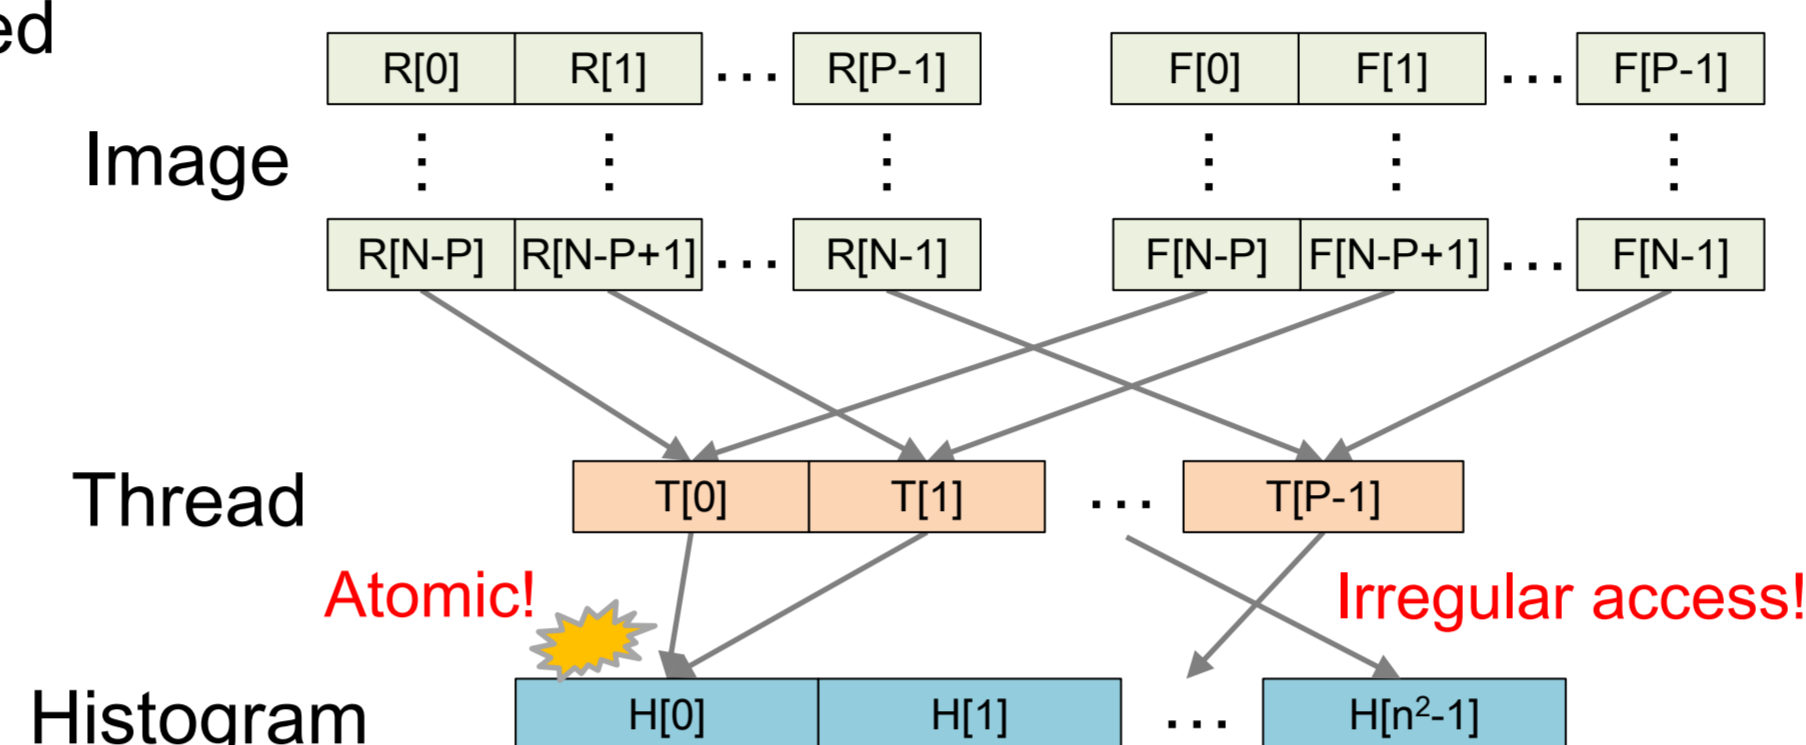 ed
R[0] R[1] ... R[P-1] F[0] F[1] ... F[P-1]
Image
R[N-P] R[N-P+1] ... R[N-1] F[N-P] F[N-P+1] ... F[N-1]
Thread T[0] T[1] ... T[P-1]
Atomic! Irregular access!
Histogram H[0] H[1] ... H[n²-1]